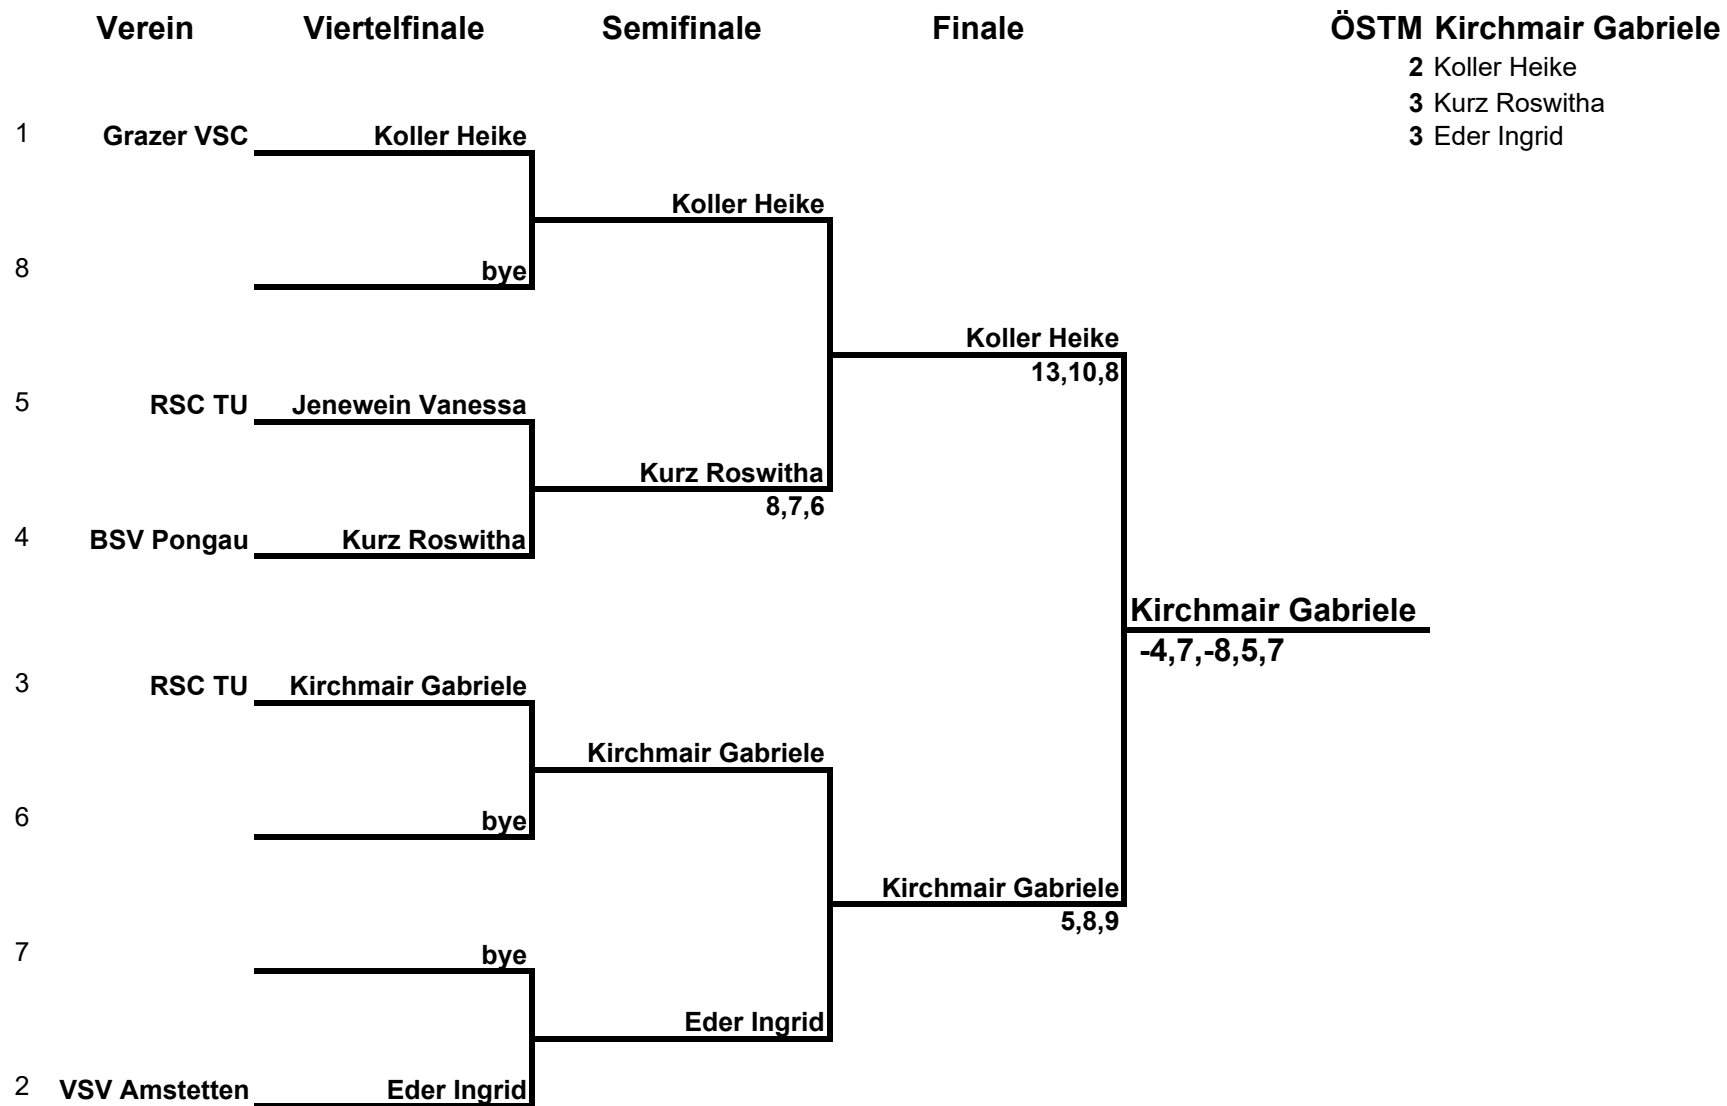 Verein Viertelfinale Semifinale Finale ÖSTM Kirchmair Gabriele
2 Koller Heike
3 Kurz Roswitha
1 Grazer VSC Koller Heike 3 Eder Ingrid
Koller Heike
8 bye
Koller Heike
13,10,8
5 RSC TU Jenewein Vanessa
Kurz Roswitha
8,7,6
4 BSV Pongau Kurz Roswitha
Kirchmair Gabriele
-4,7,-8,5,7
3 RSC TU Kirchmair Gabriele
Kirchmair Gabriele
6 bye
Kirchmair Gabriele
5,8,9
7 bye
Eder Ingrid
2 VSV Amstetten Eder Ingrid